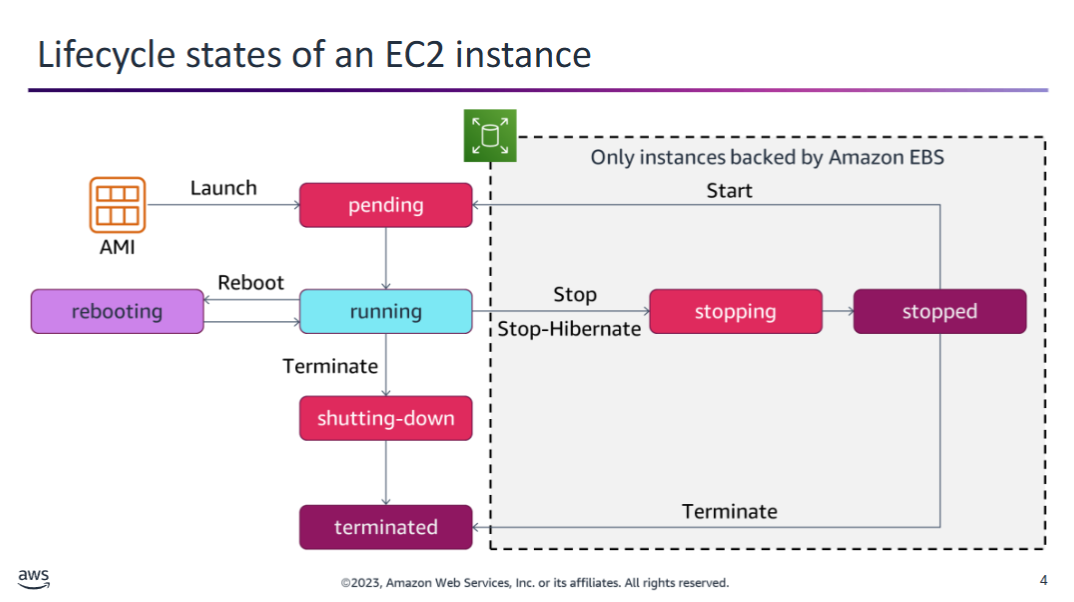 Lifecycle states of an EC2 instance
Only instances backed by Amazon EBS
Launch
pending
Start
AMI
Reboot
rebooting
running
Stop
Stop-Hibernate
stopping
stopped
Terminate
shutting-down
Terminate
terminated
aws
©2023, Amazon Web Services, Inc. or its affiliates. All rights reserved.
4